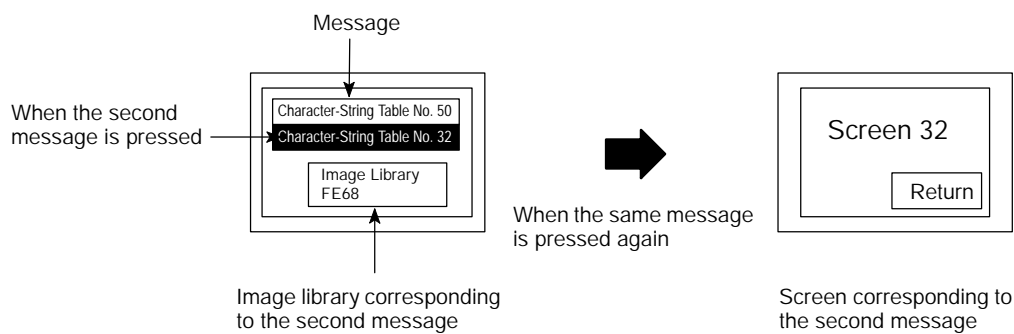 Message
When the second
message is pressed
Character-String Table No. 50
Character-String Table No. 32
Image Library
FE68
When the same message
is pressed again
Screen 32
Return
Image library corresponding
to the second message
Screen corresponding to
the second message